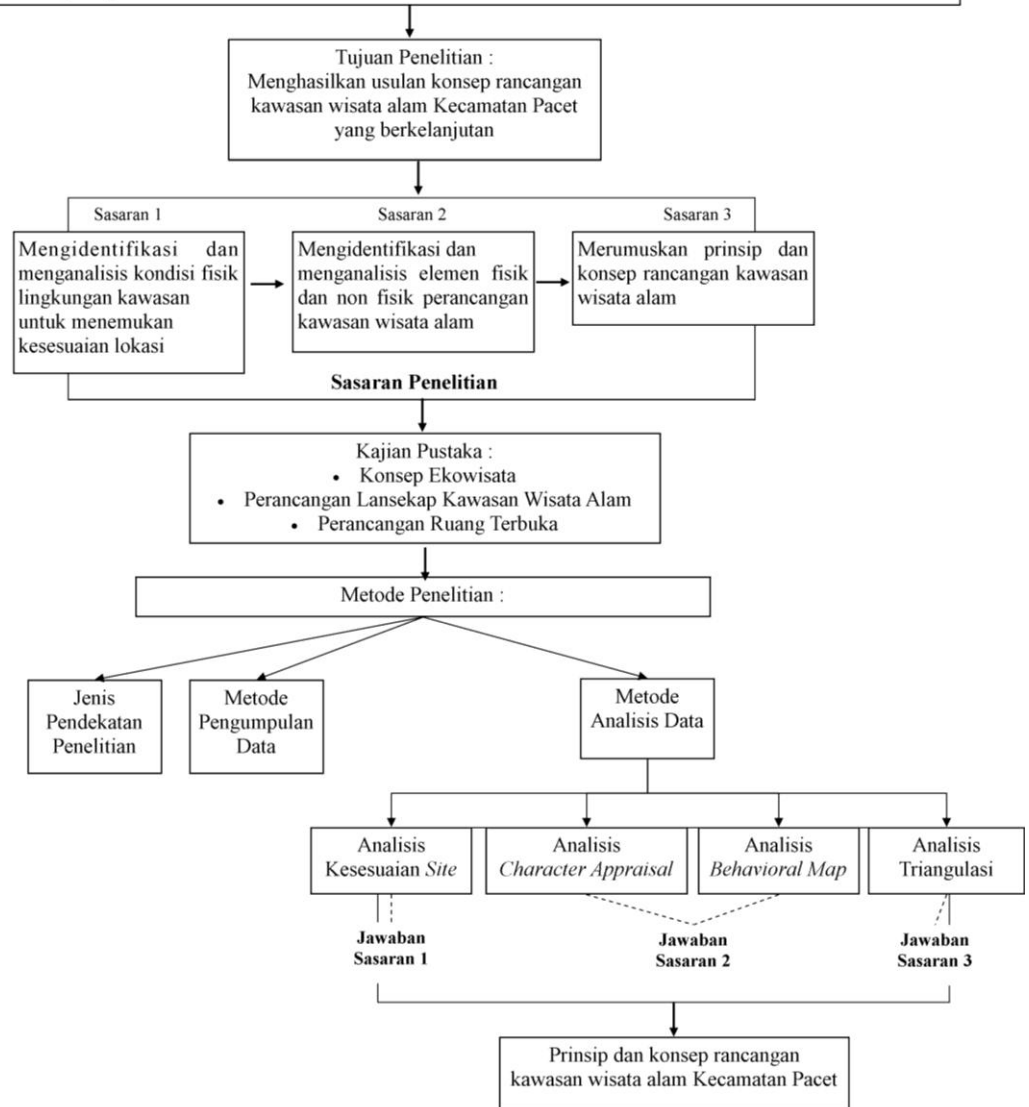 Tujuan Penelitian :
Menghasilkan usulan konsep rancangan
kawasan wisata alam Kecamatan Pacet
yang berkelanjutan
Sasaran 1
Mengidentifikasi dan
menganalisis kondisi fisik
lingkungan kawasan
untuk menemukan
kesesuaian lokasi
Sasaran 2
Mengidentifikasi dan
menganalisis elemen fisik
dan non fisik perancangan
kawasan wisata alam
Sasaran 3
Merumuskan prinsip dan
konsep rancangan kawasan
wisata alam
Sasaran Penelitian
Kajian Pustaka :
• Konsep Ekowisata
• Perancangan Lansekap Kawasan Wisata Alam
• Perancangan Ruang Terbuka
Metode Penelitian :
Jenis
Pendekatan
Penelitian
Metode
Pengumpulan
Data
Metode
Analisis Data
Analisis
Kesesuaian Site
Analisis
Character Appraisal
Analisis
Behavioral Map
Analisis
Triangulasi
Jawaban
Sasaran 1
Jawaban
Sasaran 2
Jawaban
Sasaran 3
Prinsip dan konsep rancangan
kawasan wisata alam Kecamatan Pacet